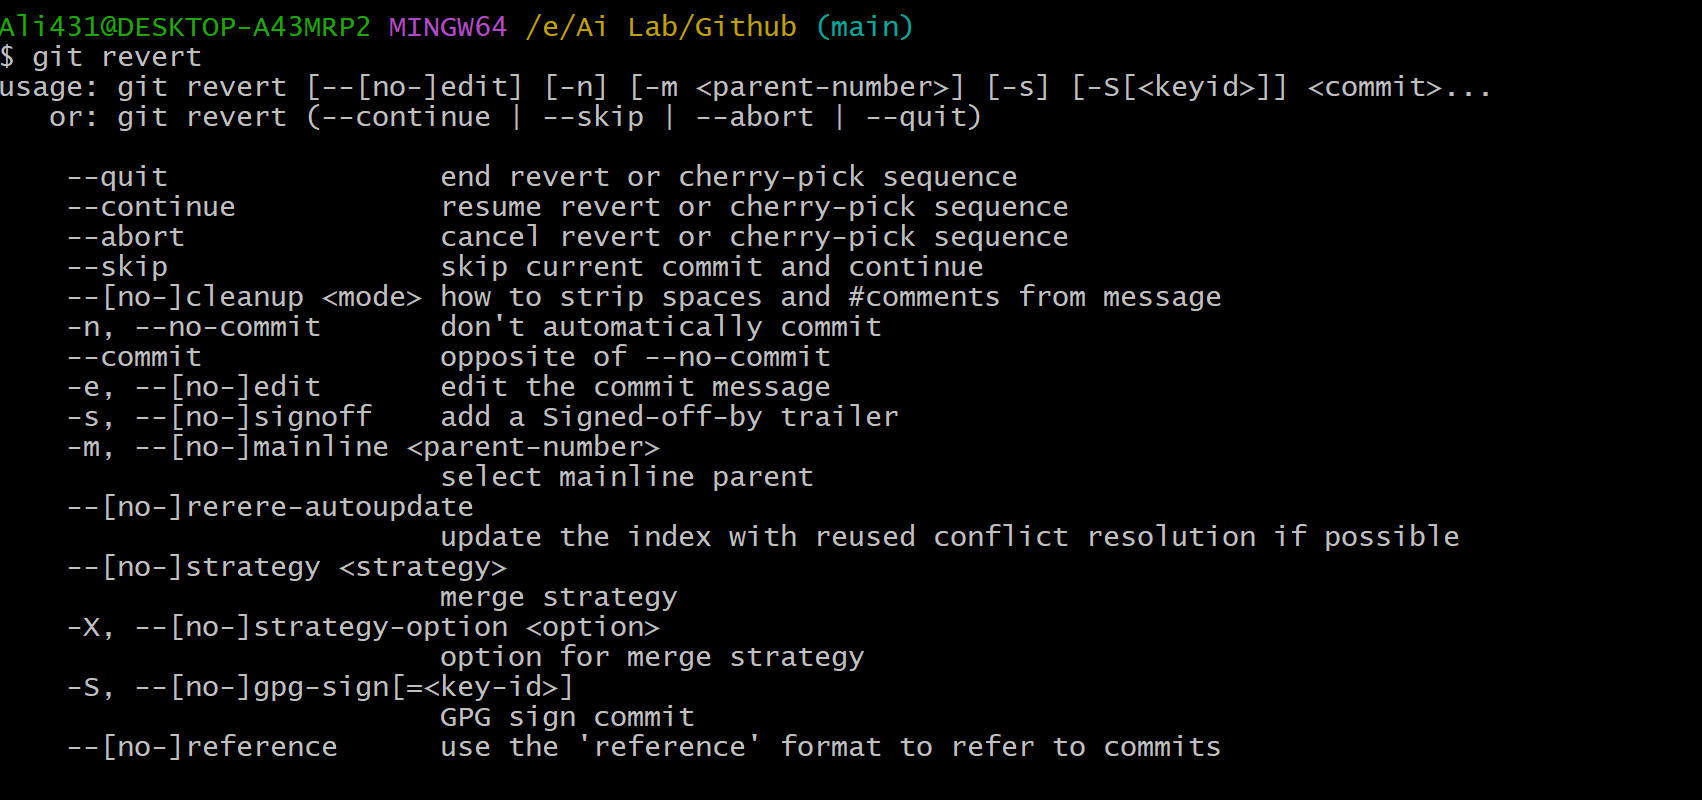 Ali431@DESKTOP-A43MRP2 MINGW64 /e/Ai Lab/Github (main)
$ git revert
usage: git revert [--[no-]edit] [-n] [-m <parent-number>] [-s] [-S[<keyid>]] <commit>...
   or: git revert (--continue | --skip | --abort | --quit)

    --quit                end revert or cherry-pick sequence
    --continue            resume revert or cherry-pick sequence
    --abort               cancel revert or cherry-pick sequence
    --skip                skip current commit and continue
    --[no-]cleanup <mode> how to strip spaces and #comments from message
    -n, --no-commit       don't automatically commit
    --commit              opposite of --no-commit
    -e, --[no-]edit       edit the commit message
    -s, --[no-]signoff    add a Signed-off-by trailer
    -m, --[no-]mainline <parent-number>
                          select mainline parent
    --[no-]rerere-autoupdate
                          update the index with reused conflict resolution if possible
    --[no-]strategy <strategy>
                          merge strategy
    -X, --[no-]strategy-option <option>
                          option for merge strategy
    -S, --[no-]gpg-sign[=<key-id>]
                          GPG sign commit
    --[no-]reference      use the 'reference' format to refer to commits